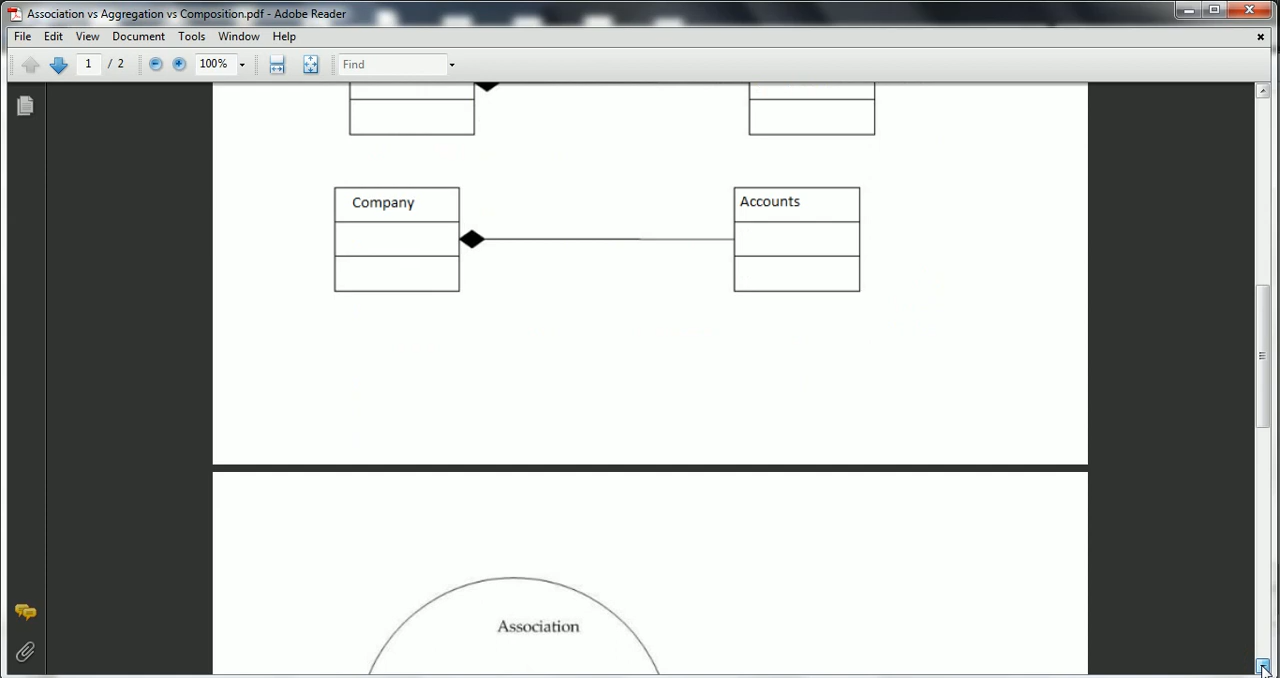 Association vs Aggregation vs Composition.pdf - Adobe Reader
File Edit View Document Tools Window Help
1 / 2 100% Find
Company Accounts
Association